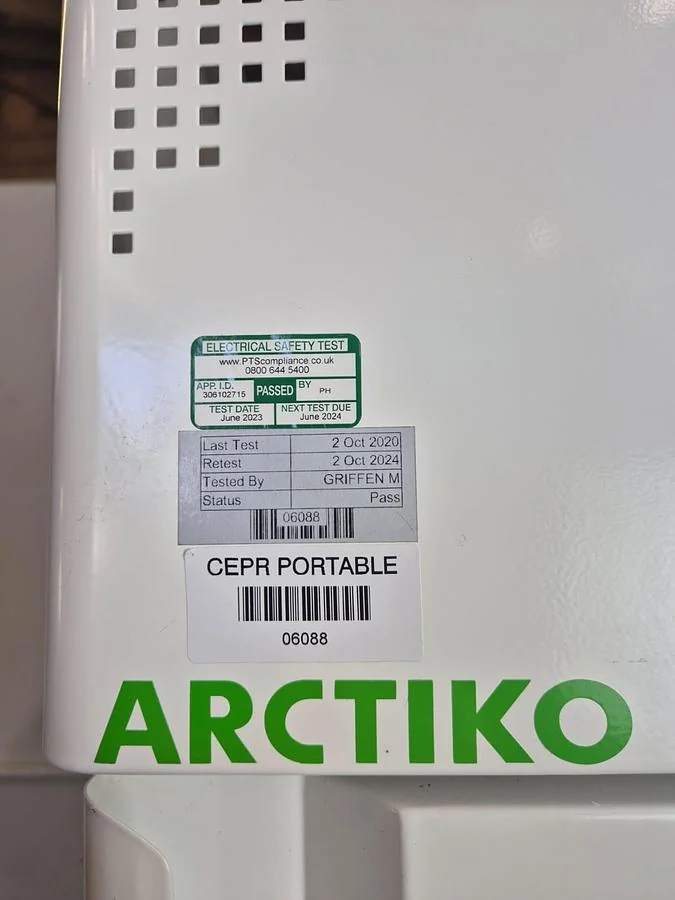 ELECTRICAL SAFETY TEST
www.PTScompliance.co.uk
0800 644 5400
APP. I.D. 306102715 PASSED BY PH
TEST DATE June 2023 NEXT TEST DUE June 2024
Last Test 2 Oct 2020
Retest 2 Oct 2024
Tested By GRIFFEN M
Status Pass
06088
CEPR PORTABLE
06088
ARCTIKO